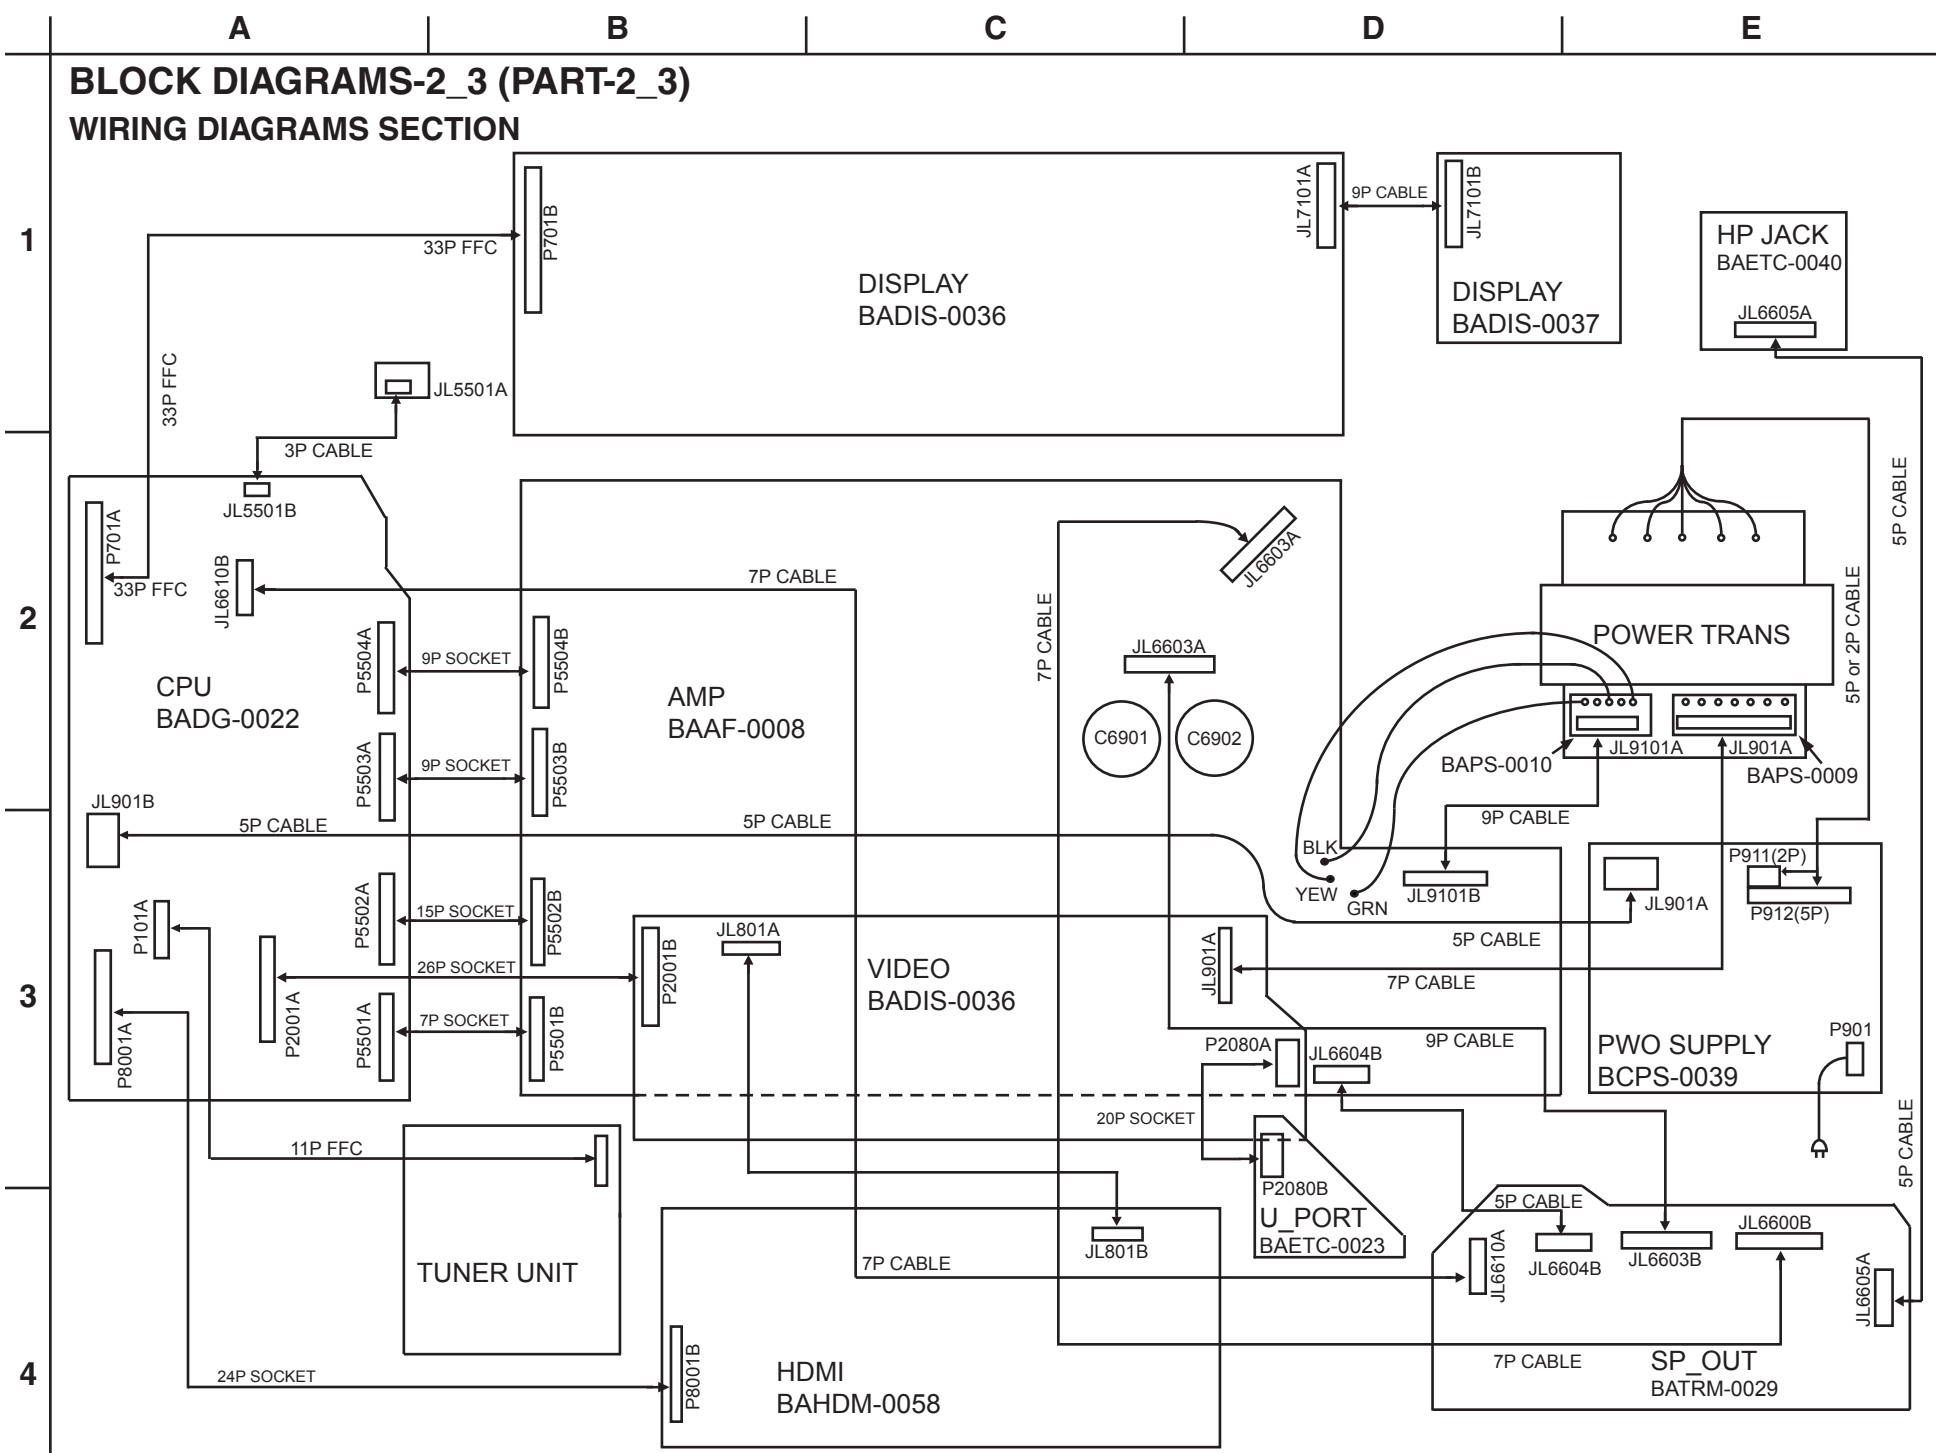 A
B
C
D
E
BLOCK DIAGRAMS-2_3 (PART-2_3)
WIRING DIAGRAMS SECTION
1
2
3
4
P701B
33P FFC
33P FFC
DISPLAY
BADIS-0036
JL7101A
9P CABLE
JL7101B
DISPLAY
BADIS-0037
HP JACK
BAETC-0040
JL6605A
JL5501A
3P CABLE
JL5501B
P701A
33P FFC
JL6610B
7P CABLE
CPU
BADG-0022
P5504A
9P SOCKET
P5504B
P5503A
9P SOCKET
P5503B
AMP
BAAF-0008
7P CABLE
JL6603A
JL6603A
C6901
C6902
POWER TRANS
5P or 2P CABLE
5P CABLE
JL9101A
JL901A
BAPS-0010
BAPS-0009
9P CABLE
JL901B
5P CABLE
5P CABLE
BLK
YEW
GRN
JL9101B
P911(2P)
JL901A
P912(5P)
5P CABLE
P101A
P5502A
15P SOCKET
P5502B
JL801A
26P SOCKET
P2001B
VIDEO
BADIS-0036
JL901A
7P CABLE
P8001A
P2001A
P5501A
7P SOCKET
P5501B
P2080A
JL6604B
9P CABLE
PWO SUPPLY
BCPS-0039
P901
20P SOCKET
5P CABLE
11P FFC
P2080B
U_PORT
BAETC-0023
TUNER UNIT
JL801B
7P CABLE
5P CABLE
JL6610A
JL6604B
JL6603B
JL6600B
JL6605A
24P SOCKET
P8001B
HDMI
BAHDM-0058
7P CABLE
SP_OUT
BATRM-0029